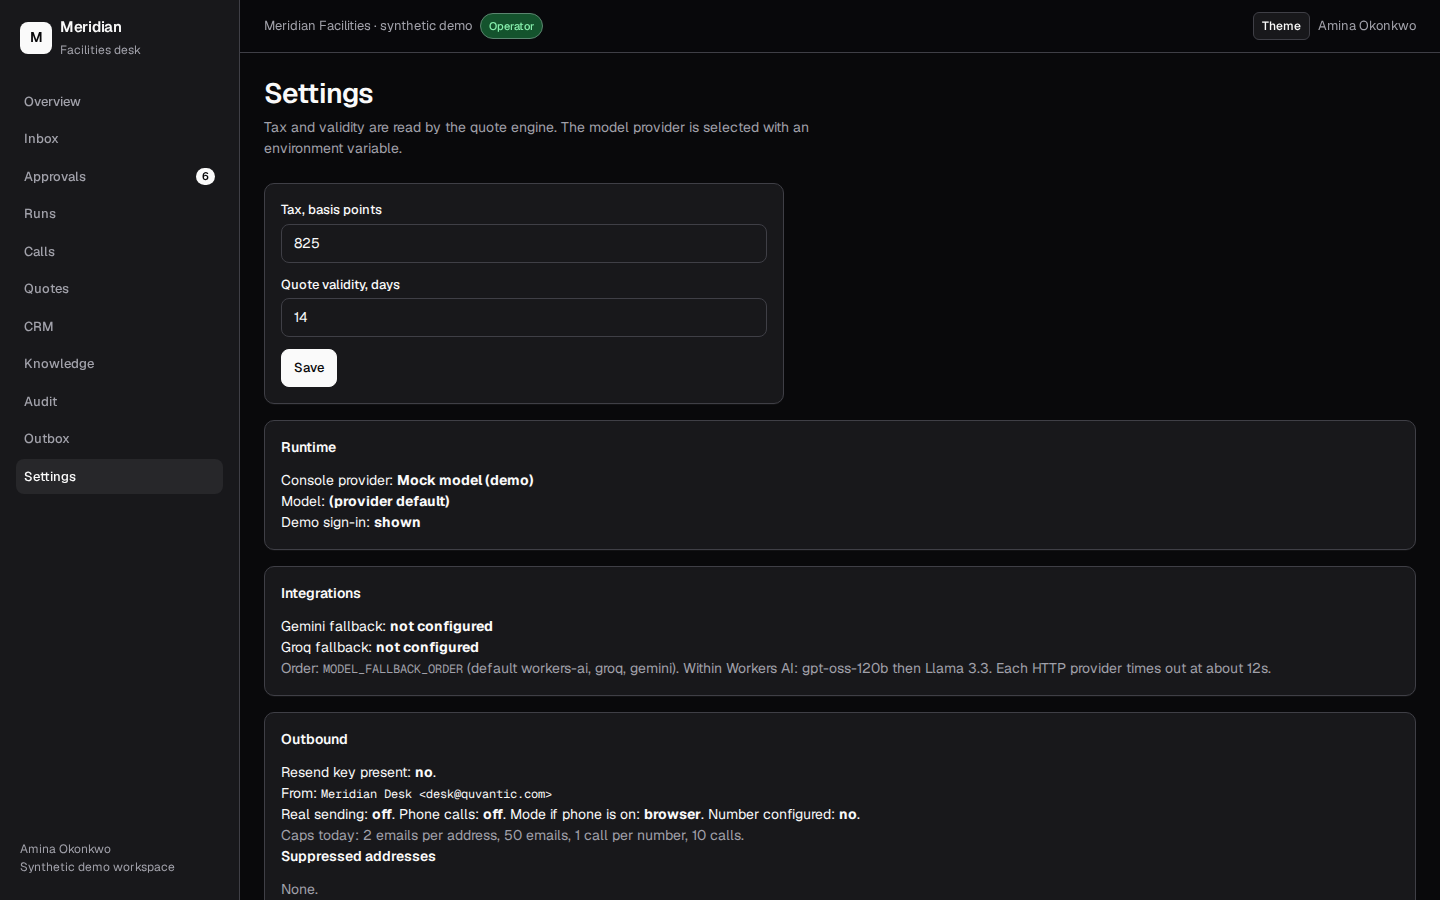 M
Meridian
Facilities desk
Overview
Inbox
Approvals 6
Runs
Calls
Quotes
CRM
Knowledge
Audit
Outbox
Settings
Amina Okonkwo
Synthetic demo workspace
Meridian Facilities · synthetic demo Operator Theme Amina Okonkwo
Settings
Tax and validity are read by the quote engine. The model provider is selected with an
environment variable.
Tax, basis points
825
Quote validity, days
14
Save
Runtime
Console provider: Mock model (demo)
Model: (provider default)
Demo sign-in: shown
Integrations
Gemini fallback: not configured
Groq fallback: not configured
Order: MODEL_FALLBACK_ORDER (default workers-ai, groq, gemini). Within Workers AI: gpt-oss-120b then Llama 3.3. Each HTTP provider times out at about 12s.
Outbound
Resend key present: no.
From: Meridian Desk <desk@quvantic.com>
Real sending: off. Phone calls: off. Mode if phone is on: browser. Number configured: no.
Caps today: 2 emails per address, 50 emails, 1 call per number, 10 calls.
Suppressed addresses
None.